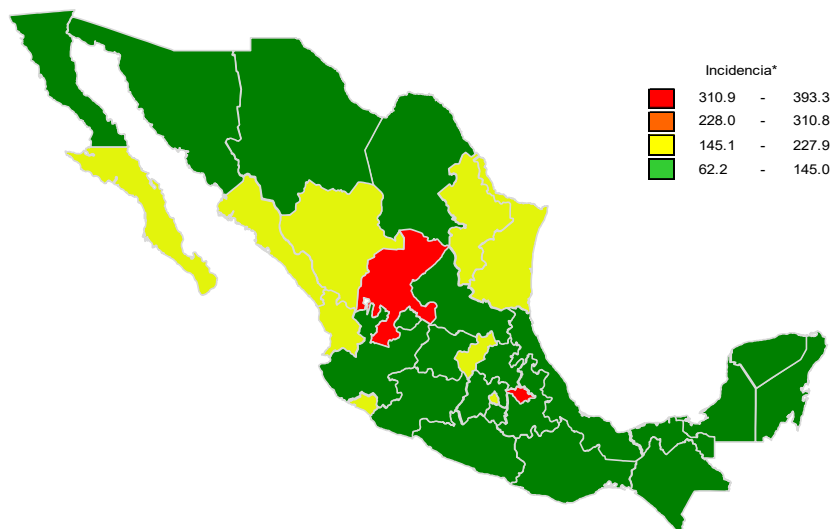 Incidencia*
310.9 - 393.3
228.0 - 310.8
145.1 - 227.9
62.2 - 145.0